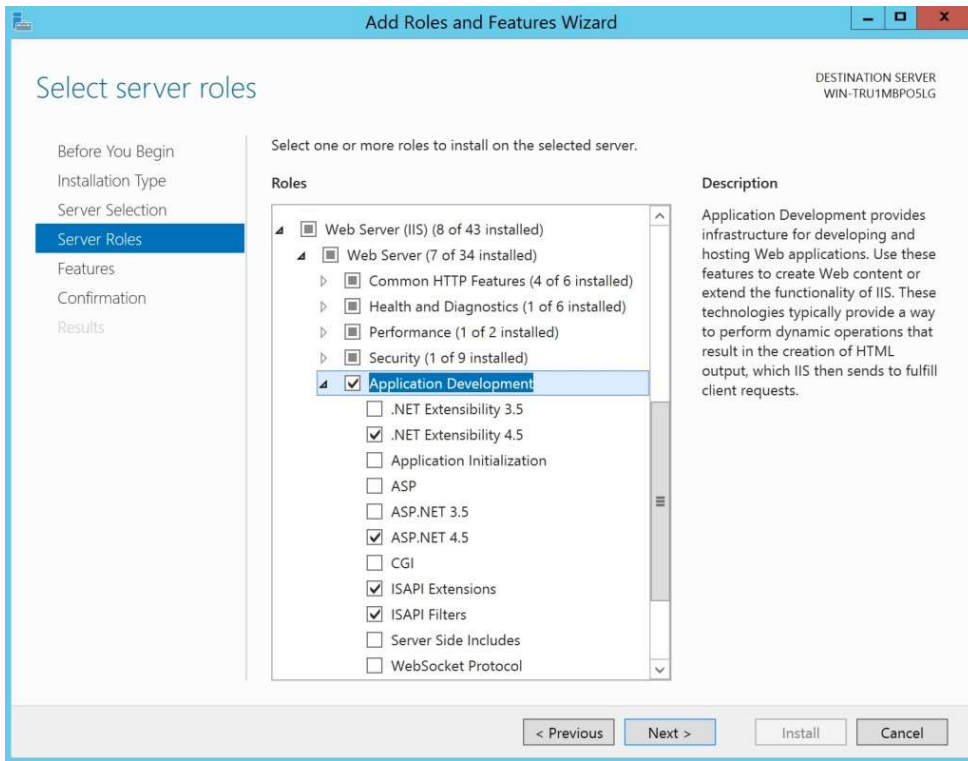 Add Roles and Features Wizard
Select server roles
DESTINATION SERVER
WIN-TRU1MBPO5LG
Before You Begin
Installation Type
Server Selection
Server Roles
Features
Confirmation
Results
Select one or more roles to install on the selected server.
Roles
Web Server (IIS) (8 of 43 installed)
Web Server (7 of 34 installed)
Common HTTP Features (4 of 6 installed)
Health and Diagnostics (1 of 6 installed)
Performance (1 of 2 installed)
Security (1 of 9 installed)
Application Development
.NET Extensibility 3.5
.NET Extensibility 4.5
Application Initialization
ASP
ASP.NET 3.5
ASP.NET 4.5
CGI
ISAPI Extensions
ISAPI Filters
Server Side Includes
WebSocket Protocol
Description
Application Development provides
infrastructure for developing and
hosting Web applications. Use these
features to create Web content or
extend the functionality of IIS. These
technologies typically provide a way
to perform dynamic operations that
result in the creation of HTML
output, which IIS then sends to fulfill
client requests.
< Previous
Next >
Install
Cancel